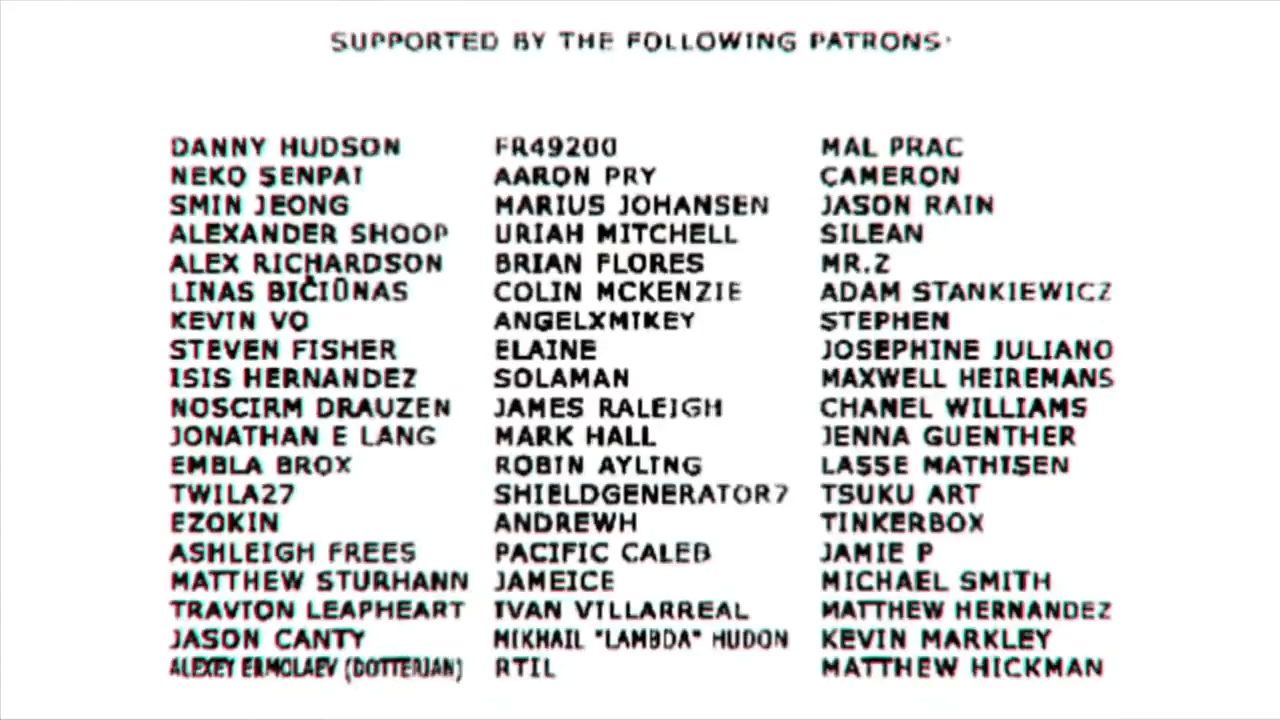 SUPPORTED BY THE FOLLOWING PATRONS:
DANNY HUDSON
NEKO SENPAI
SMIN JEONG
ALEXANDER SHOOP
ALEX RICHARDSON
LINAS BIČIŪNAS
KEVIN VO
STEVEN FISHER
ISIS HERNANDEZ
NOSCIRM DRAUZEN
JONATHAN E LANG
EMBLA BROX
TWILA27
EZOKIN
ASHLEIGH FREES
MATTHEW STURHANN
TRAVION LEAPHEART
JASON CANTY
ALEXEY ERMOLAEV (DOTTERIAN)
FR49200
AARON PRY
MARIUS JOHANSEN
URIAH MITCHELL
BRIAN FLORES
COLIN MCKENZIE
ANGELXMIKEY
ELAINE
SOLAMAN
JAMES RALEIGH
MARK HALL
ROBIN AYLING
SHIELDGENERATOR7
ANDREWH
PACIFIC CALEB
JAMEICE
IVAN VILLARREAL
MIKHAIL "LAMBDA" HUDON
RTIL
MAL PRAC
CAMERON
JASON RAIN
SILEAN
MR.Z
ADAM STANKIEWICZ
STEPHEN
JOSEPHINE JULIANO
MAXWELL HEIREMANS
CHANEL WILLIAMS
JENNA GUENTHER
LASSE MATHISEN
TSUKU ART
TINKERBOX
JAMIE P
MICHAEL SMITH
MATTHEW HERNANDEZ
KEVIN MARKLEY
MATTHEW HICKMAN